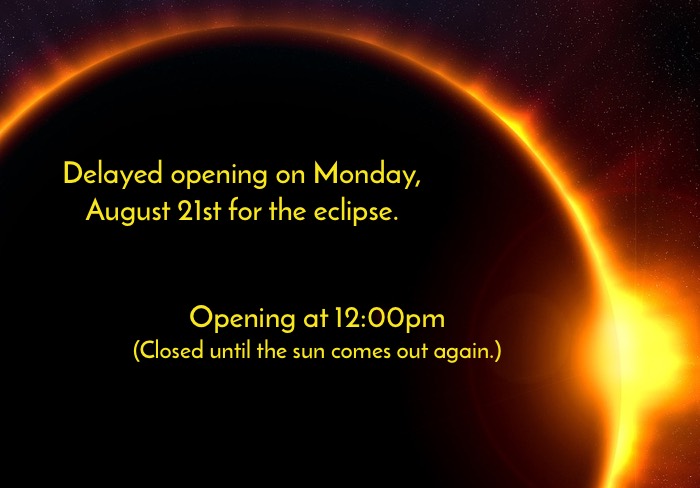 Delayed opening on Monday,
August 21st for the eclipse.
Opening at 12:00pm
(Closed until the sun comes out again.)